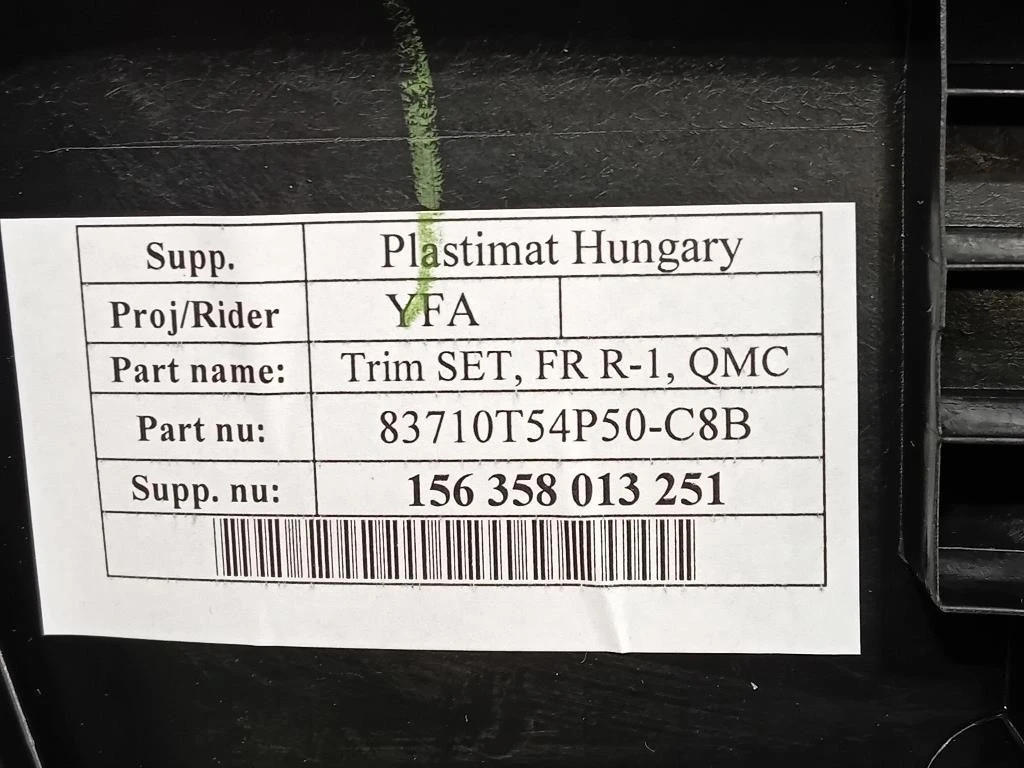 Supp. Plastimat Hungary
Proj/Rider YFA
Part name: Trim SET, FR R-1, QMC
Part nu: 83710T54P50-C8B
Supp. nu: 156 358 013 251